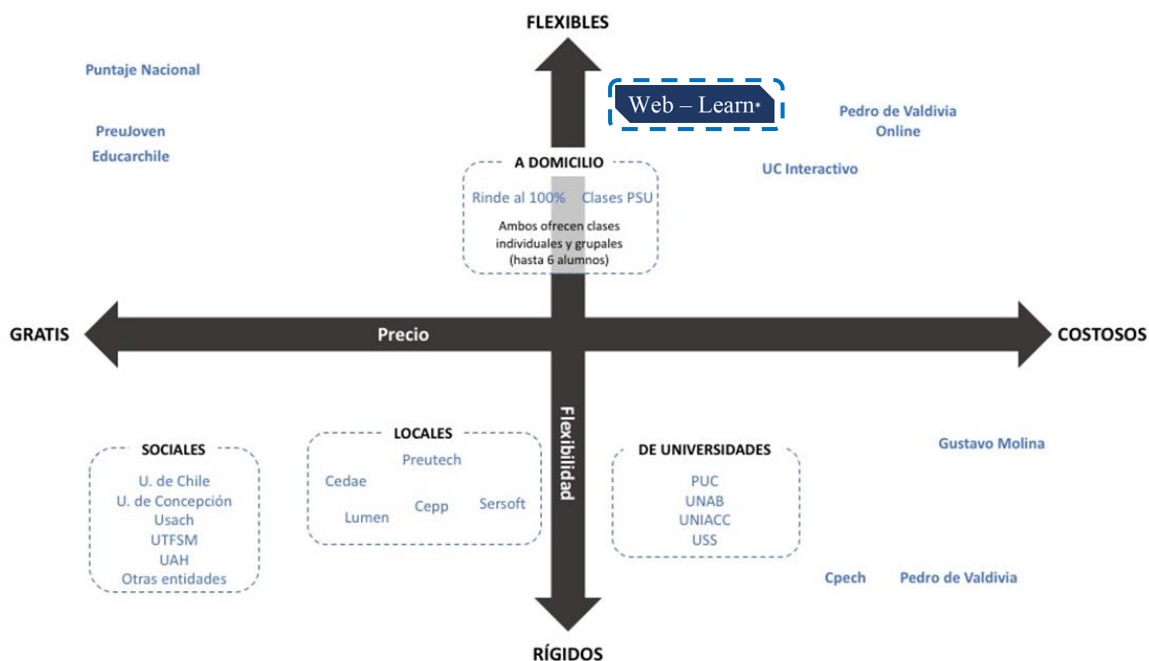 FLEXIBLES
Puntaje Nacional
Web – Learn*
Pedro de Valdivia
Online
PreuJoven
Educarchile
A DOMICILIO
UC Interactivo
Rinde al 100% Clases PSU
Ambos ofrecen clases
individuales y grupales
(hasta 6 alumnos)
GRATIS
Precio
COSTOSOS
Flexibilidad
SOCIALES
U. de Chile
U. de Concepción
Usach
UTFSM
UAH
Otras entidades
LOCALES
Preutech
Cedae
Cepp
Sersoft
Lumen
DE UNIVERSIDADES
PUC
UNAB
UNIACC
USS
Gustavo Molina
Cpech Pedro de Valdivia
RÍGIDOS